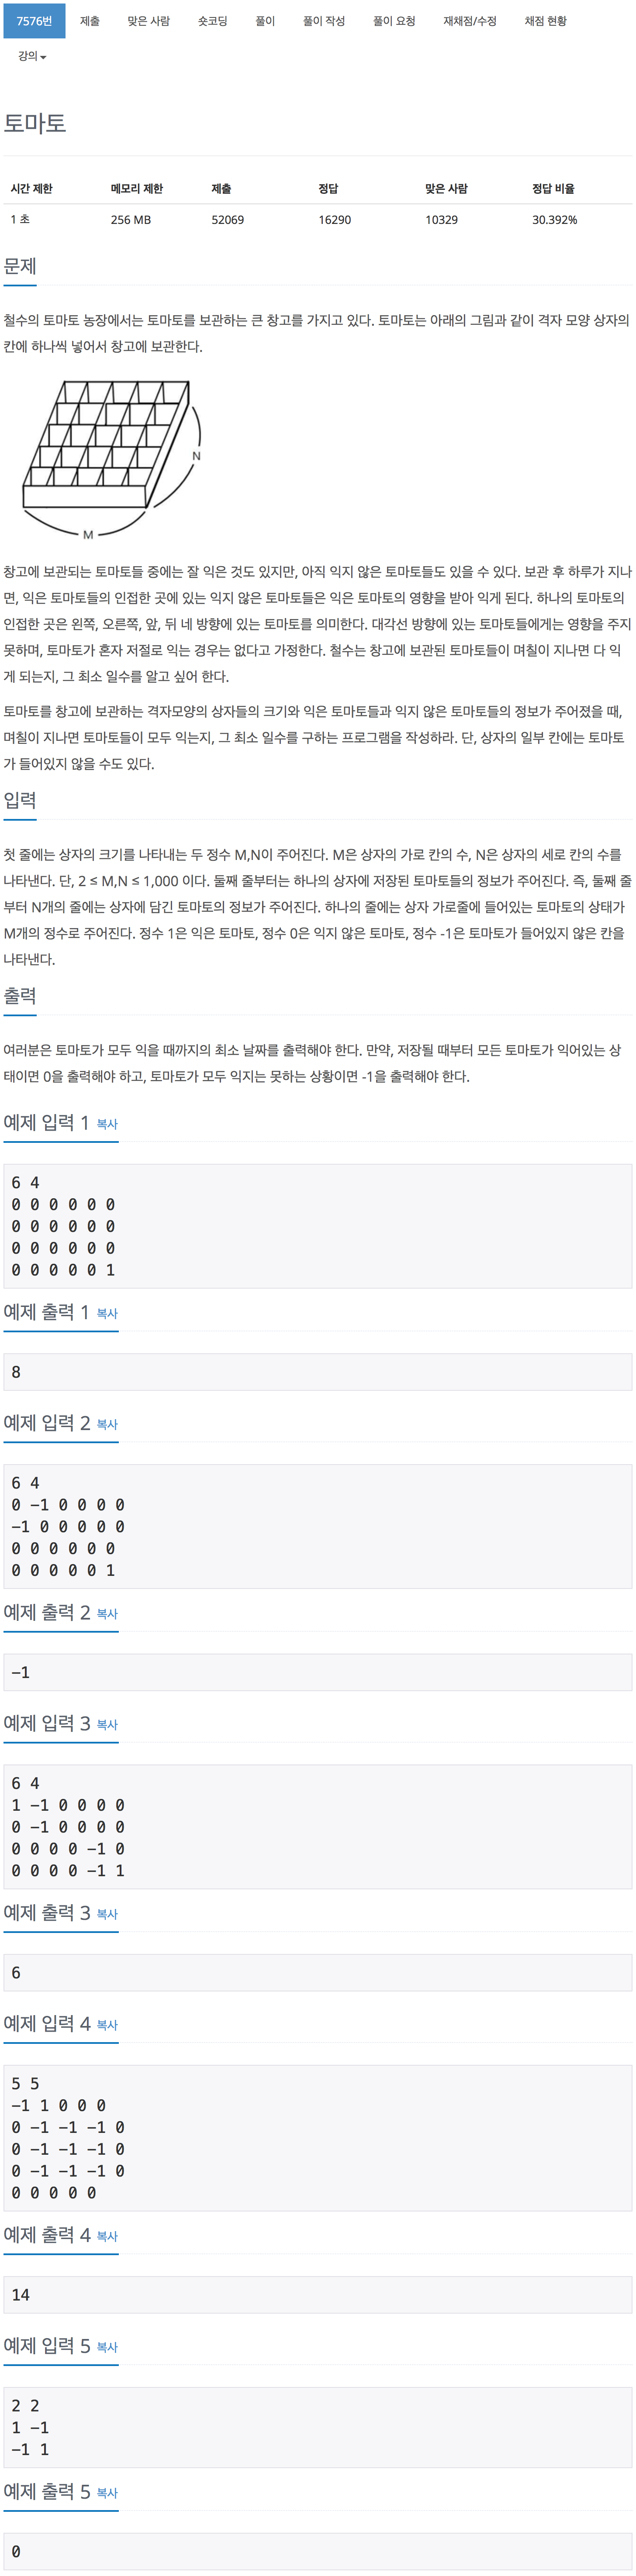 7576번 제출 맞은 사람 숏코딩 풀이 풀이 작성 풀이 요청 재채점/수정 채점 현황
강의
토마토
시간 제한 메모리 제한 제출 정답 맞은 사람 정답 비율
1 초 256 MB 52069 16290 10329 30.392%
문제
철수의 토마토 농장에서는 토마토를 보관하는 큰 창고를 가지고 있다. 토마토는 아래의 그림과 같이 격자 모양 상자의
칸에 하나씩 넣어서 창고에 보관한다.
N
M
창고에 보관되는 토마토들 중에는 잘 익은 것도 있지만, 아직 익지 않은 토마토들도 있을 수 있다. 보관 후 하루가 지나
면, 익은 토마토들의 인접한 곳에 있는 익지 않은 토마토들은 익은 토마토의 영향을 받아 익게 된다. 하나의 토마토의
인접한 곳은 왼쪽, 오른쪽, 앞, 뒤 네 방향에 있는 토마토를 의미한다. 대각선 방향에 있는 토마토들에게는 영향을 주지
못하며, 토마토가 혼자 저절로 익는 경우는 없다고 가정한다. 철수는 창고에 보관된 토마토들이 며칠이 지나면 다 익
게 되는지, 그 최소 일수를 알고 싶어 한다.
토마토를 창고에 보관하는 격자모양의 상자들의 크기와 익은 토마토들과 익지 않은 토마토들의 정보가 주어졌을 때,
며칠이 지나면 토마토들이 모두 익는지, 그 최소 일수를 구하는 프로그램을 작성하라. 단, 상자의 일부 칸에는 토마토
가 들어있지 않을 수도 있다.
입력
첫 줄에는 상자의 크기를 나타내는 두 정수 M,N이 주어진다. M은 상자의 가로 칸의 수, N은 상자의 세로 칸의 수를
나타낸다. 단, 2 ≤ M,N ≤ 1,000 이다. 둘째 줄부터는 하나의 상자에 저장된 토마토들의 정보가 주어진다. 즉, 둘째 줄
부터 N개의 줄에는 상자에 담긴 토마토의 정보가 주어진다. 하나의 줄에는 상자 가로줄에 들어있는 토마토의 상태가
M개의 정수로 주어진다. 정수 1은 익은 토마토, 정수 0은 익지 않은 토마토, 정수 -1은 토마토가 들어있지 않은 칸을
나타낸다.
출력
여러분은 토마토가 모두 익을 때까지의 최소 날짜를 출력해야 한다. 만약, 저장될 때부터 모든 토마토가 익어있는 상
태이면 0을 출력해야 하고, 토마토가 모두 익지는 못하는 상황이면 -1을 출력해야 한다.
예제 입력 1 복사
6 4
0 0 0 0 0 0
0 0 0 0 0 0
0 0 0 0 0 0
0 0 0 0 0 1
예제 출력 1 복사
8
예제 입력 2 복사
6 4
0 -1 0 0 0 0
-1 0 0 0 0 0
0 0 0 0 0 0
0 0 0 0 0 1
예제 출력 2 복사
-1
예제 입력 3 복사
6 4
1 -1 0 0 0 0
0 -1 0 0 0 0
0 0 0 0 -1 0
0 0 0 0 -1 1
예제 출력 3 복사
6
예제 입력 4 복사
5 5
-1 1 0 0 0
0 -1 -1 -1 0
0 -1 -1 -1 0
0 -1 -1 -1 0
0 0 0 0 0
예제 출력 4 복사
14
예제 입력 5 복사
2 2
1 -1
-1 1
예제 출력 5 복사
0